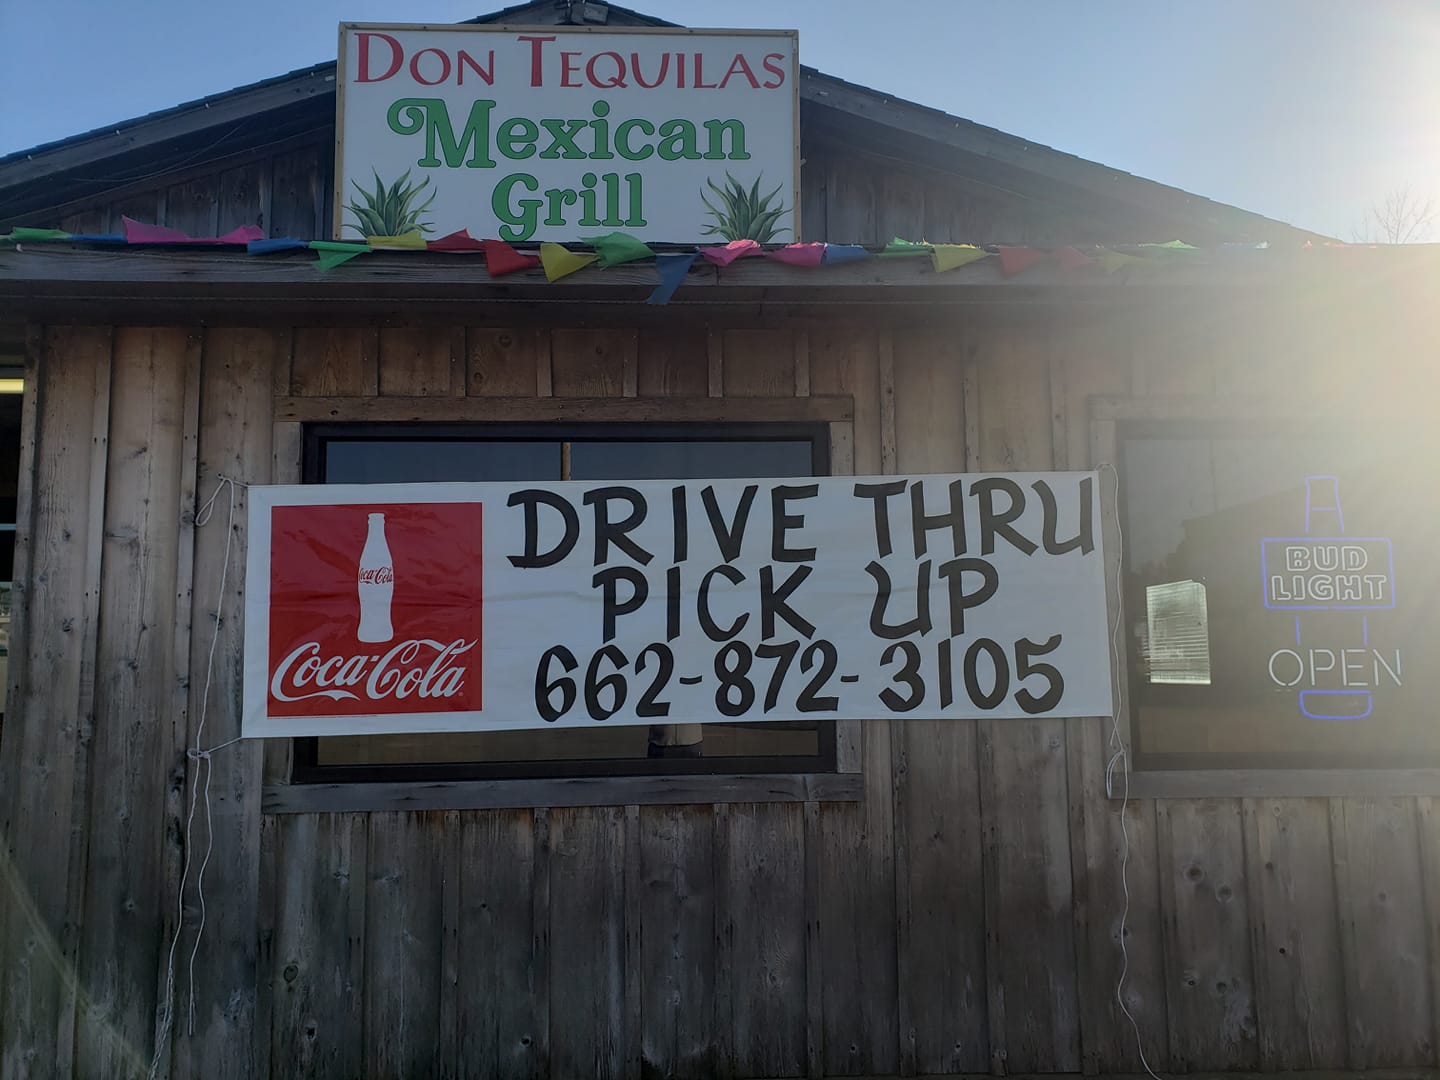 DON TEQUILAS
Mexican
Grill
DRIVE THRU
PICK UP
662-872-3105
Coca-Cola
Coca-Cola
BUD
LIGHT
OPEN